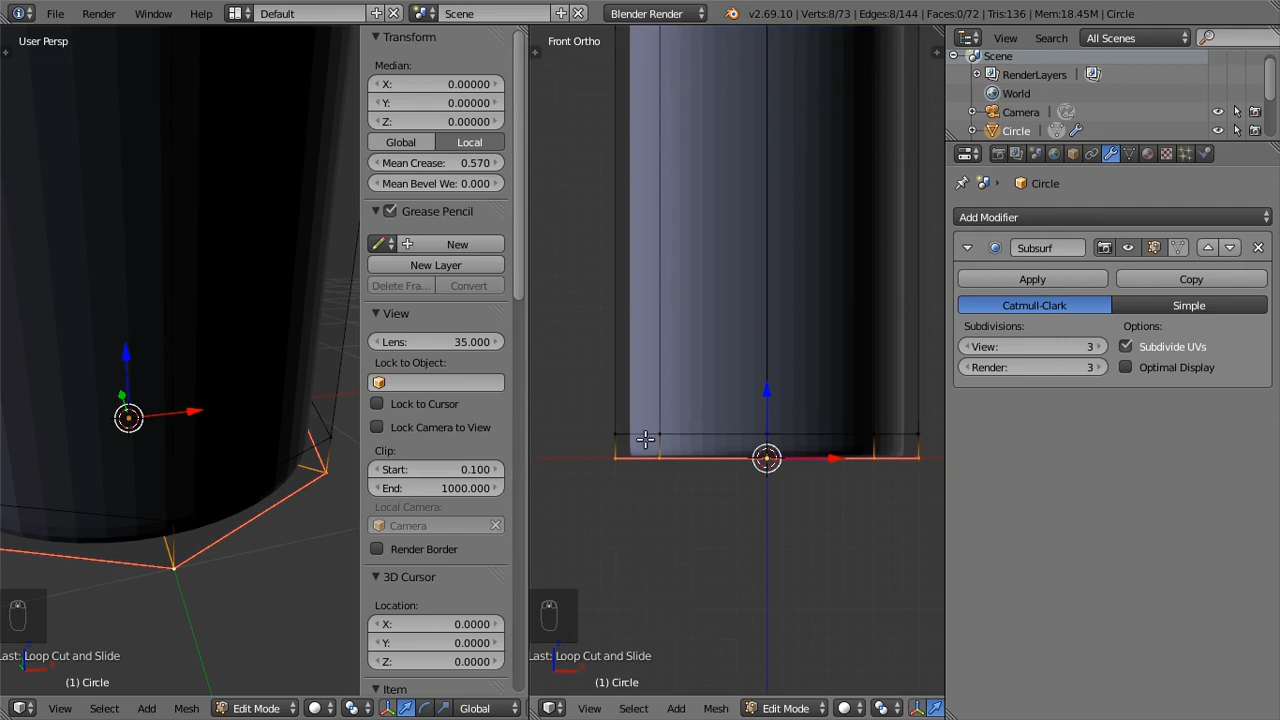 File Render Window Help Default Scene Blender Render v2.69.10 | Verts:8/73 | Edges:8/144 | Faces:0/72 | Tris:136 | Mem:18.45M | Circle
User Persp
Transform
Median:
X: 0.00000
Y: 0.00000
Z: 0.00000
Global Local
Mean Crease: 0.570
Mean Bevel We: 0.000
Grease Pencil
New
New Layer
Delete Fra... Convert
View
Lens: 35.000
Lock to Object:
Lock to Cursor
Lock Camera to View
Clip:
Start: 0.100
End: 1000.000
Local Camera:
Camera
Render Border
3D Cursor
Location:
X: 0.0000
Y: 0.0000
Z: 0.0000
Item
Last: Loop Cut and Slide
(1) Circle
View Select Add Mesh Edit Mode Global
Front Ortho
Last: Loop Cut and Slide
(1) Circle
View Select Add Mesh Edit Mode
View Search All Scenes
Scene
RenderLayers
World
Camera
Circle
Circle
Add Modifier
Subsurf
Apply Copy
Catmull-Clark Simple
Subdivisions: Options:
View: 3 Subdivide UVs
Render: 3 Optimal Display